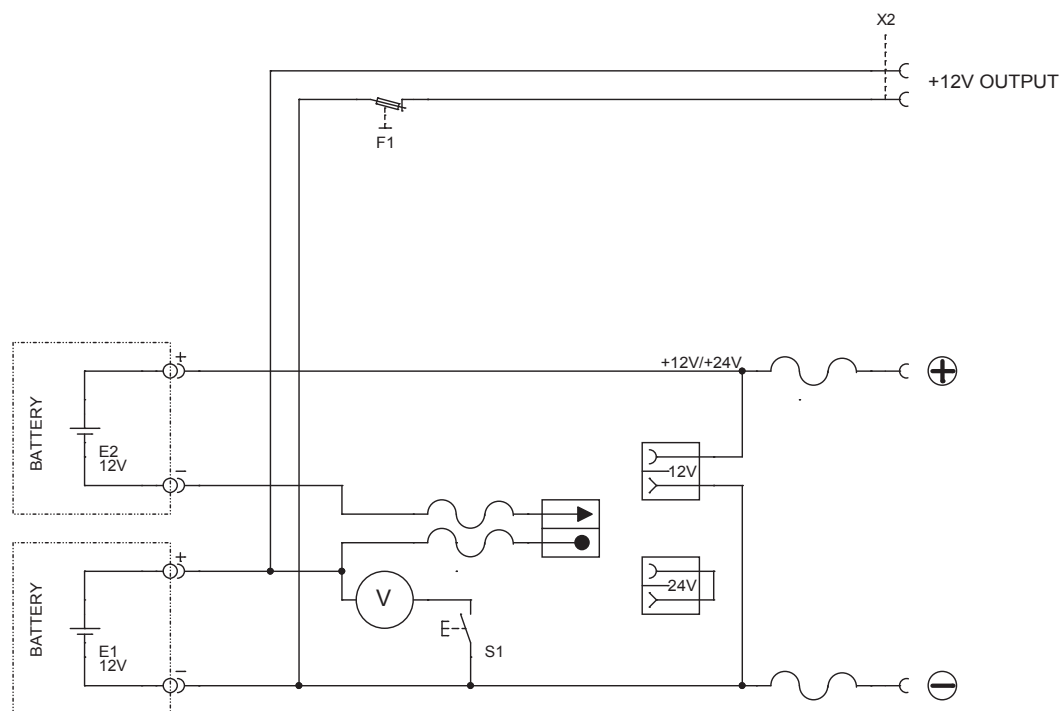 X2
+12V OUTPUT
F1
+
+12V/+24V
BATTERY
E2
12V
12V
−
+
24V
V
BATTERY
E1
12V
S1
−